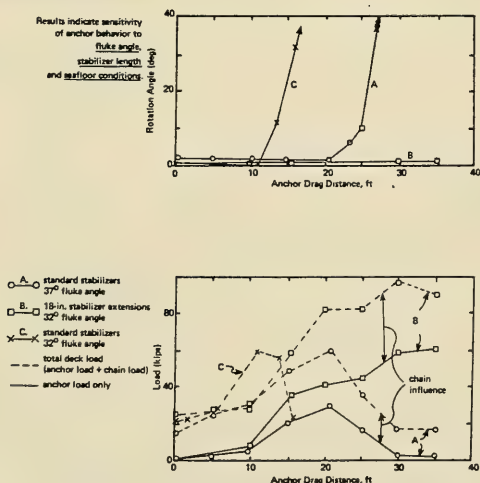 Results indicate sensitivity
of anchor behavior to
fluke angle,
stabilizer length
and seafloor conditions.
Rotation Angle (deg)
40
20
0
C
A
B
0
10
20
30
40
Anchor Drag Distance, ft
A. standard stabilizers
37° fluke angle
B. 18-in. stabilizer extensions
32° fluke angle
C. standard stabilizers
32° fluke angle
total deck load
(anchor load + chain load)
anchor load only
Load (kips)
80
40
0
C
B
chain
influence
A
0
10
20
30
40
Anchor Drag Distance, ft